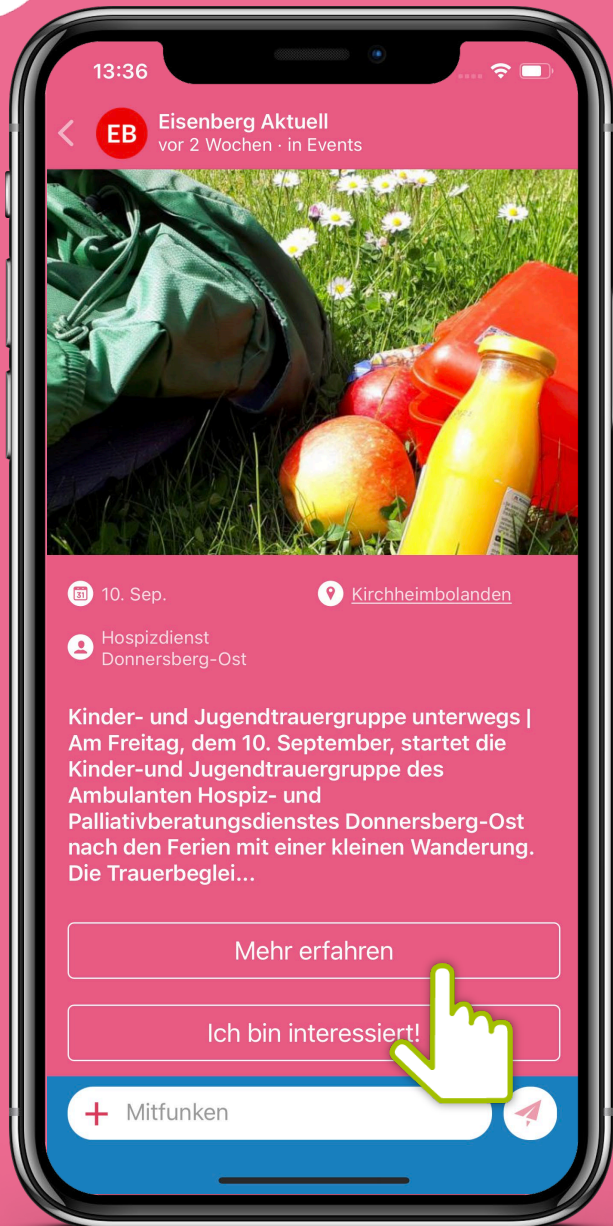 13:36
EB
Eisenberg Aktuell
vor 2 Wochen · in Events
31
10. Sep.
Kirchheimbolanden
Hospizdienst
Donnersberg-Ost
Kinder- und Jugendtrauergruppe unterwegs |
Am Freitag, dem 10. September, startet die
Kinder-und Jugendtrauergruppe des
Ambulanten Hospiz- und
Palliativberatungsdienstes Donnersberg-Ost
nach den Ferien mit einer kleinen Wanderung.
Die Trauerbeglei...
Mehr erfahren
Ich bin interessiert!
+ Mitfunken